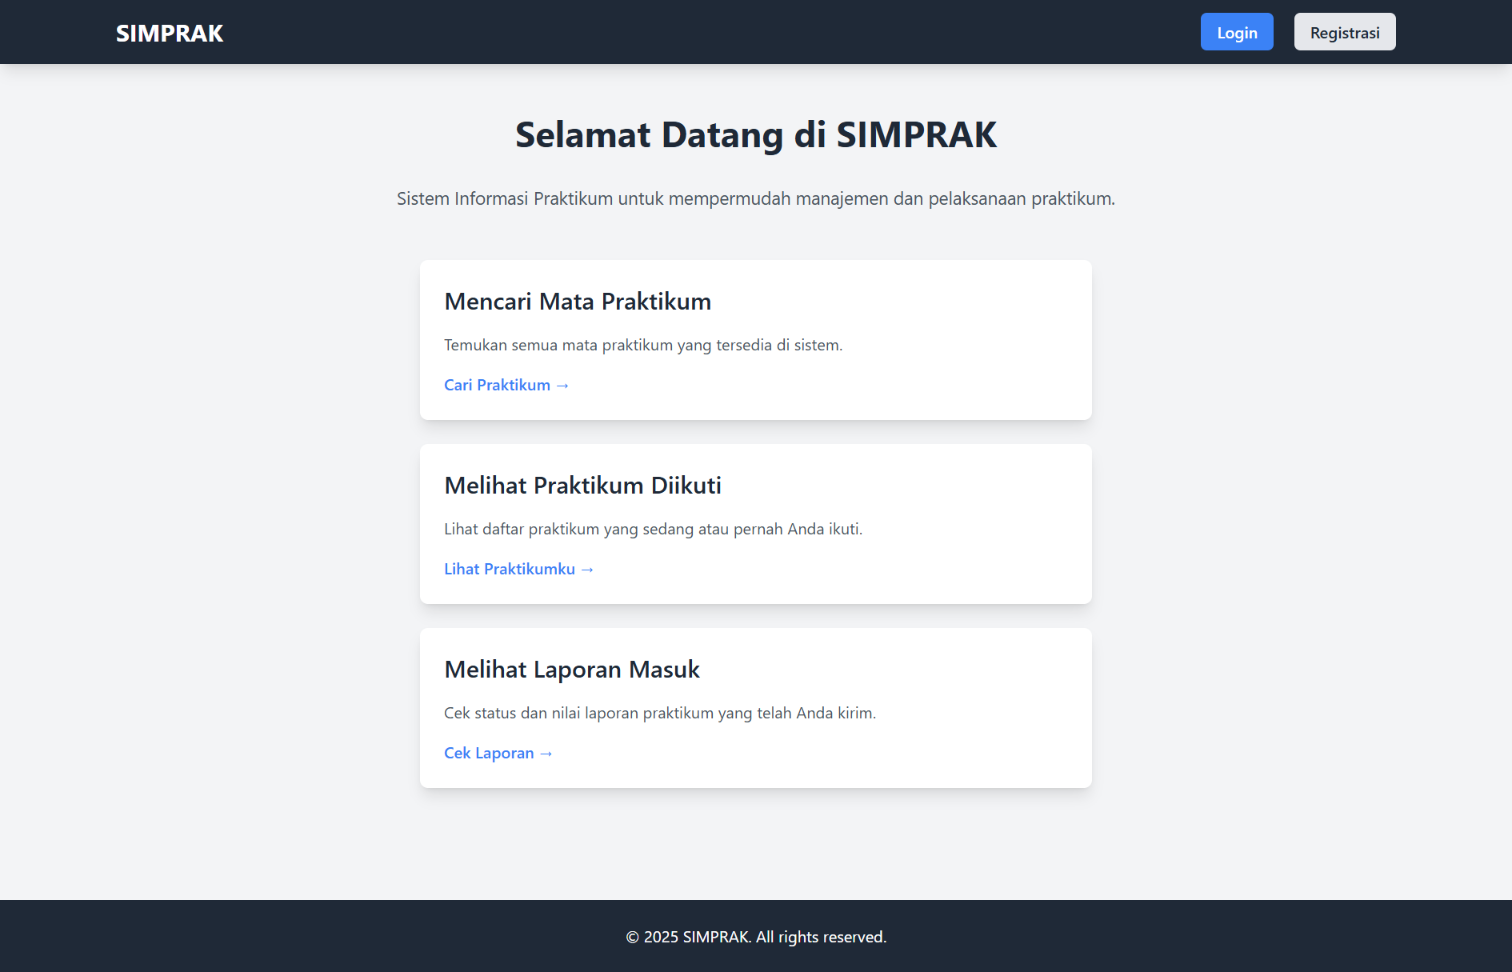 SIMPRAK
Login
Registrasi
Selamat Datang di SIMPRAK
Sistem Informasi Praktikum untuk mempermudah manajemen dan pelaksanaan praktikum.
Mencari Mata Praktikum
Temukan semua mata praktikum yang tersedia di sistem.
Cari Praktikum →
Melihat Praktikum Diikuti
Lihat daftar praktikum yang sedang atau pernah Anda ikuti.
Lihat Praktikumku →
Melihat Laporan Masuk
Cek status dan nilai laporan praktikum yang telah Anda kirim.
Cek Laporan →
© 2025 SIMPRAK. All rights reserved.